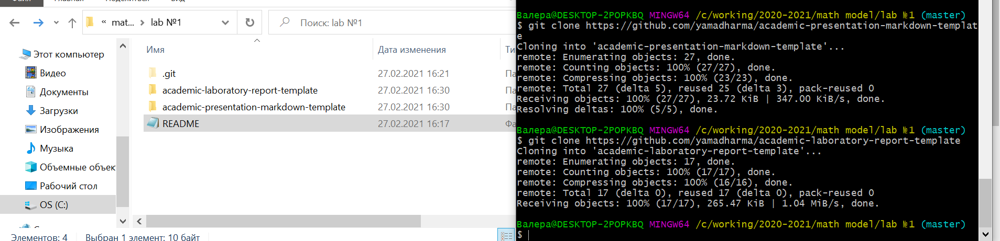 Файл Главная Поделиться Вид
« mat... › lab №1
Поиск: lab №1
Этот компьютер
Видео
Документы
Загрузки
Изображения
Музыка
Объемные объек
Рабочий стол
OS (C:)
Имя Дата изменения Ти
.git 27.02.2021 16:21 Па
academic-laboratory-report-template 27.02.2021 16:30 Па
academic-presentation-markdown-template 27.02.2021 16:30 Па
README 27.02.2021 16:17 Фа
Элементов: 4 Выбран 1 элемент: 10 байт
Валера@DESKTOP-2POPKBQ MINGW64 /c/working/2020-2021/math model/lab №1 (master)
$ git clone https://github.com/yamadharma/academic-presentation-markdown-templat
e
Cloning into 'academic-presentation-markdown-template'...
remote: Enumerating objects: 27, done.
remote: Counting objects: 100% (27/27), done.
remote: Compressing objects: 100% (23/23), done.
remote: Total 27 (delta 5), reused 25 (delta 3), pack-reused 0
Receiving objects: 100% (27/27), 23.72 KiB | 347.00 KiB/s, done.
Resolving deltas: 100% (5/5), done.
Валера@DESKTOP-2POPKBQ MINGW64 /c/working/2020-2021/math model/lab №1 (master)
$ git clone https://github.com/yamadharma/academic-laboratory-report-template
Cloning into 'academic-laboratory-report-template'...
remote: Enumerating objects: 17, done.
remote: Counting objects: 100% (17/17), done.
remote: Compressing objects: 100% (16/16), done.
remote: Total 17 (delta 0), reused 17 (delta 0), pack-reused 0
Receiving objects: 100% (17/17), 265.47 KiB | 1.04 MiB/s, done.
Валера@DESKTOP-2POPKBQ MINGW64 /c/working/2020-2021/math model/lab №1 (master)
$